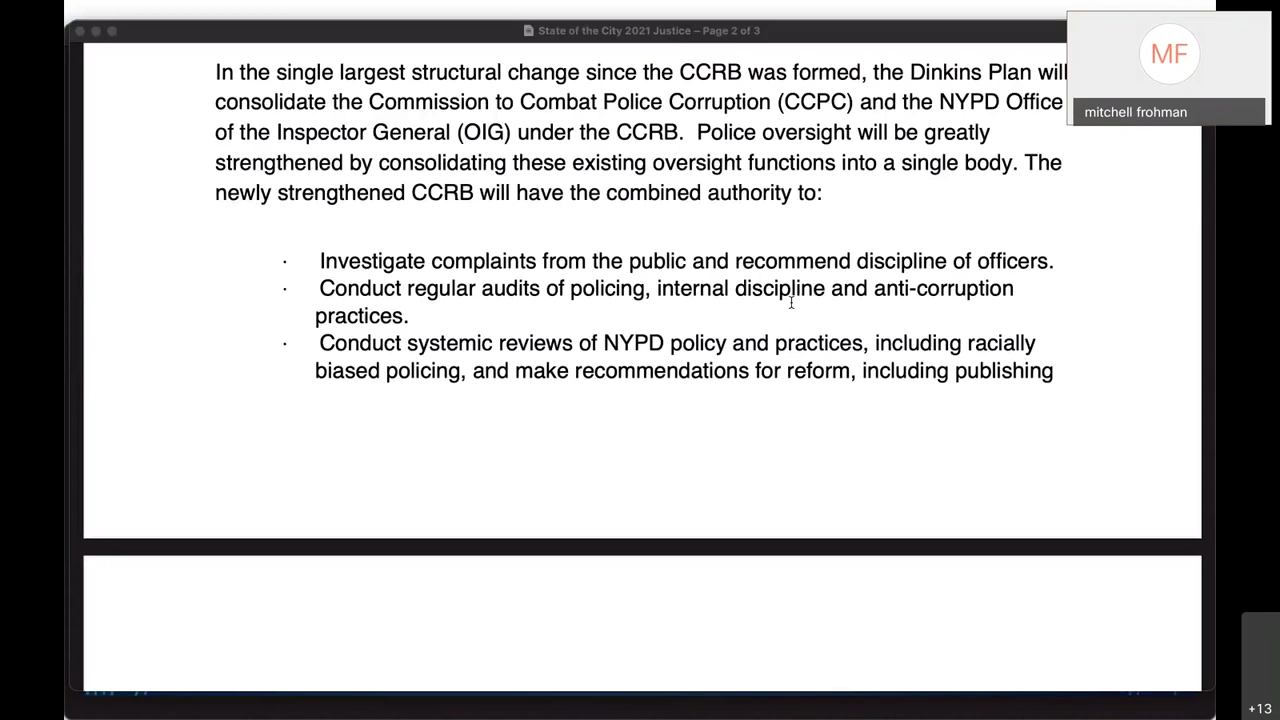 State of the City 2021 Justice – Page 2 of 3
MF
mitchell frohman
In the single largest structural change since the CCRB was formed, the Dinkins Plan will
consolidate the Commission to Combat Police Corruption (CCPC) and the NYPD Office
of the Inspector General (OIG) under the CCRB.  Police oversight will be greatly
strengthened by consolidating these existing oversight functions into a single body. The
newly strengthened CCRB will have the combined authority to:
· Investigate complaints from the public and recommend discipline of officers.
· Conduct regular audits of policing, internal discipline and anti-corruption
practices.
· Conduct systemic reviews of NYPD policy and practices, including racially
biased policing, and make recommendations for reform, including publishing
+13